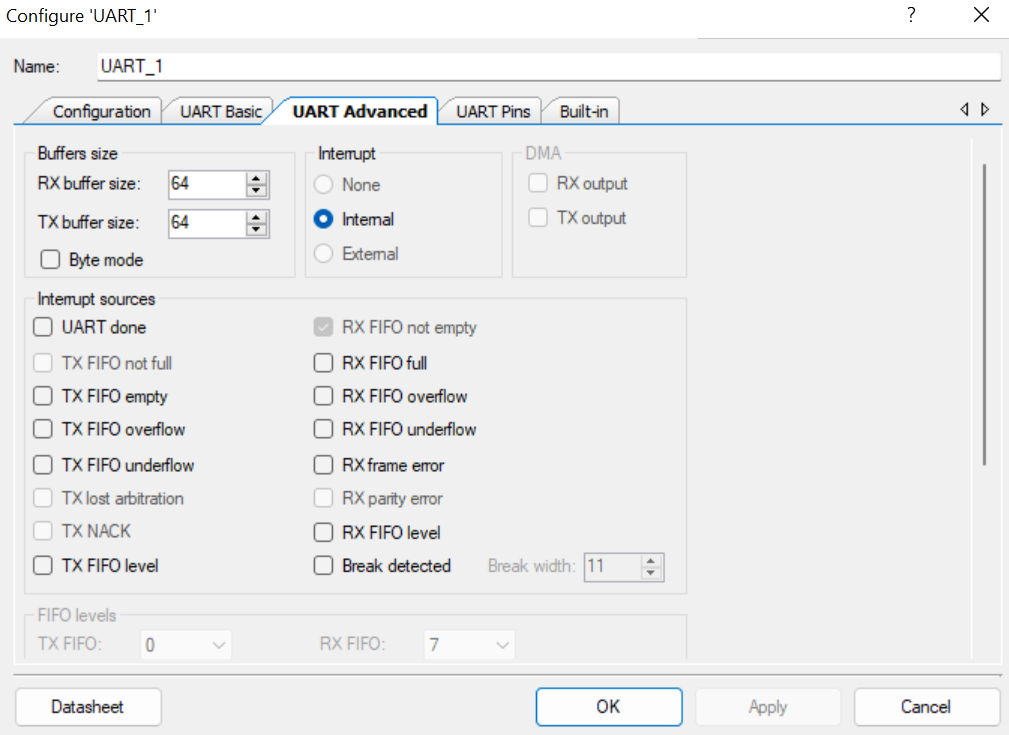 Configure 'UART_1'
?
Name: UART_1
Configuration UART Basic UART Advanced UART Pins Built-in
Buffers size
RX buffer size: 64
TX buffer size: 64
Byte mode
Interrupt
None
Internal
External
DMA
RX output
TX output
Interrupt sources
UART done RX FIFO not empty
TX FIFO not full RX FIFO full
TX FIFO empty RX FIFO overflow
TX FIFO overflow RX FIFO underflow
TX FIFO underflow RX frame error
TX lost arbitration RX parity error
TX NACK RX FIFO level
TX FIFO level Break detected Break width: 11
FIFO levels
TX FIFO: 0 RX FIFO: 7
Datasheet OK Apply Cancel